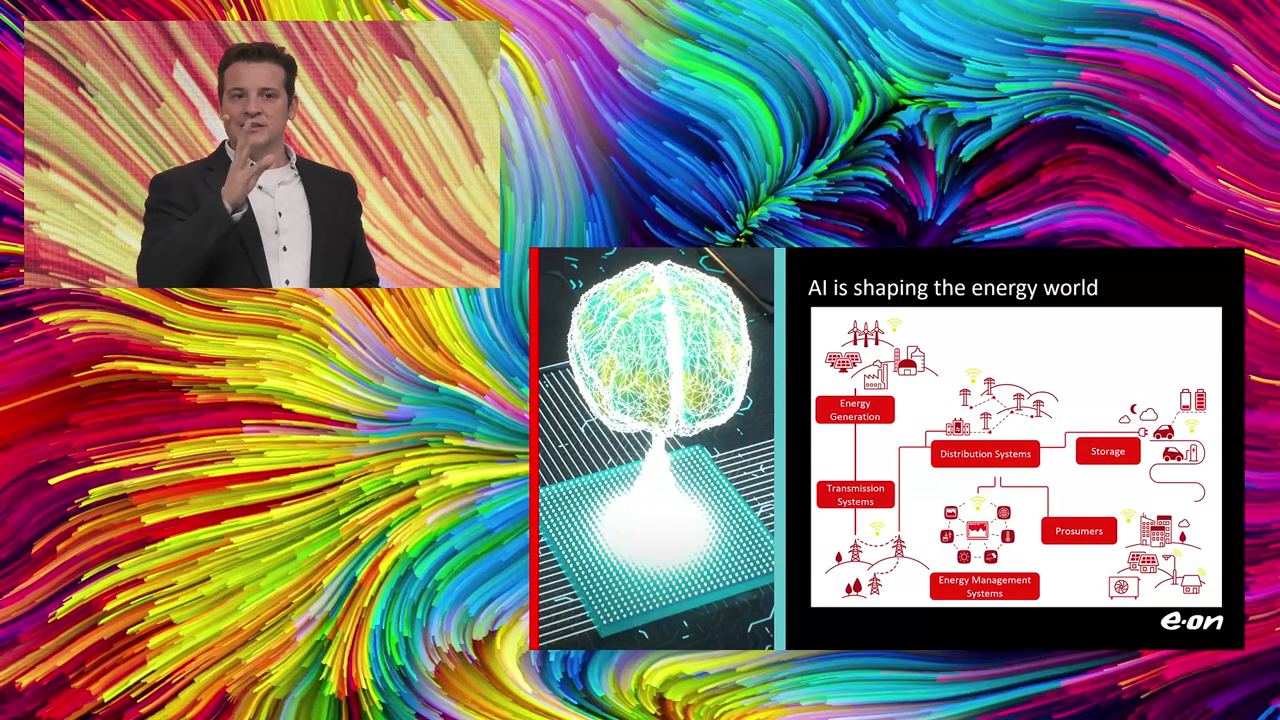 AI is shaping the energy world
Energy
Generation
Distribution Systems
Storage
Transmission
Systems
Prosumers
Energy Management
Systems
e·on